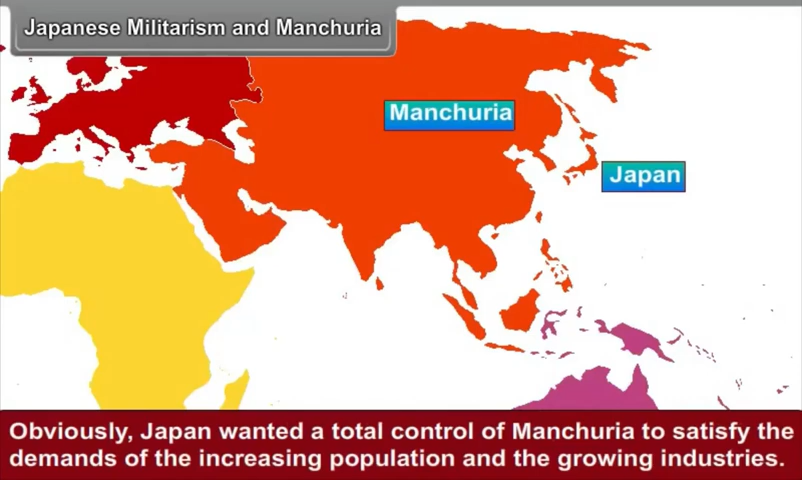 Japanese Militarism and Manchuria
Manchuria
Japan
Obviously, Japan wanted a total control of Manchuria to satisfy the
demands of the increasing population and the growing industries.